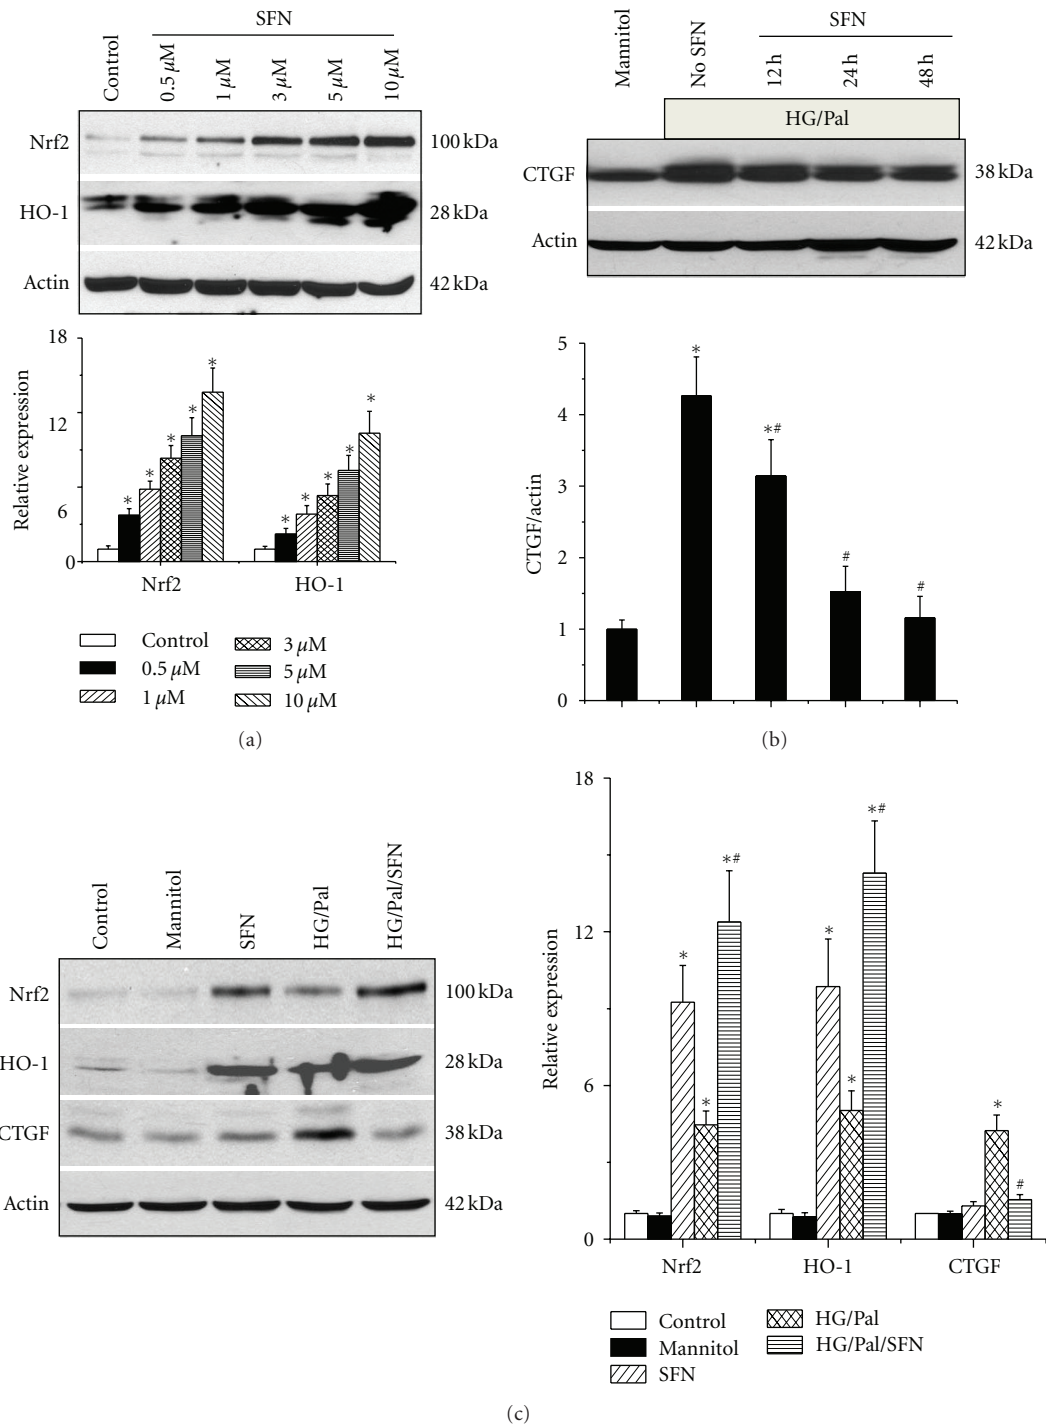 SFN
Control
0.5 µM
1 µM
3 µM
5 µM
10 µM
Nrf2
100 kDa
HO-1
28 kDa
Actin
42 kDa
18
12
6
0
Relative expression
* * * * *
* * * * *
Nrf2
HO-1
Control
0.5 µM
1 µM
3 µM
5 µM
10 µM
(a)
SFN
Mannitol
No SFN
12 h
24 h
48 h
HG/Pal
CTGF
38 kDa
Actin
42 kDa
5
4
3
2
1
0
CTGF/actin
*
*#
#
#
(b)
Control
Mannitol
SFN
HG/Pal
HG/Pal/SFN
Nrf2
100 kDa
HO-1
28 kDa
CTGF
38 kDa
Actin
42 kDa
18
12
6
0
Relative expression
*
*
*#
*
*
*#
*
#
Nrf2
HO-1
CTGF
Control
Mannitol
SFN
HG/Pal
HG/Pal/SFN
(c)